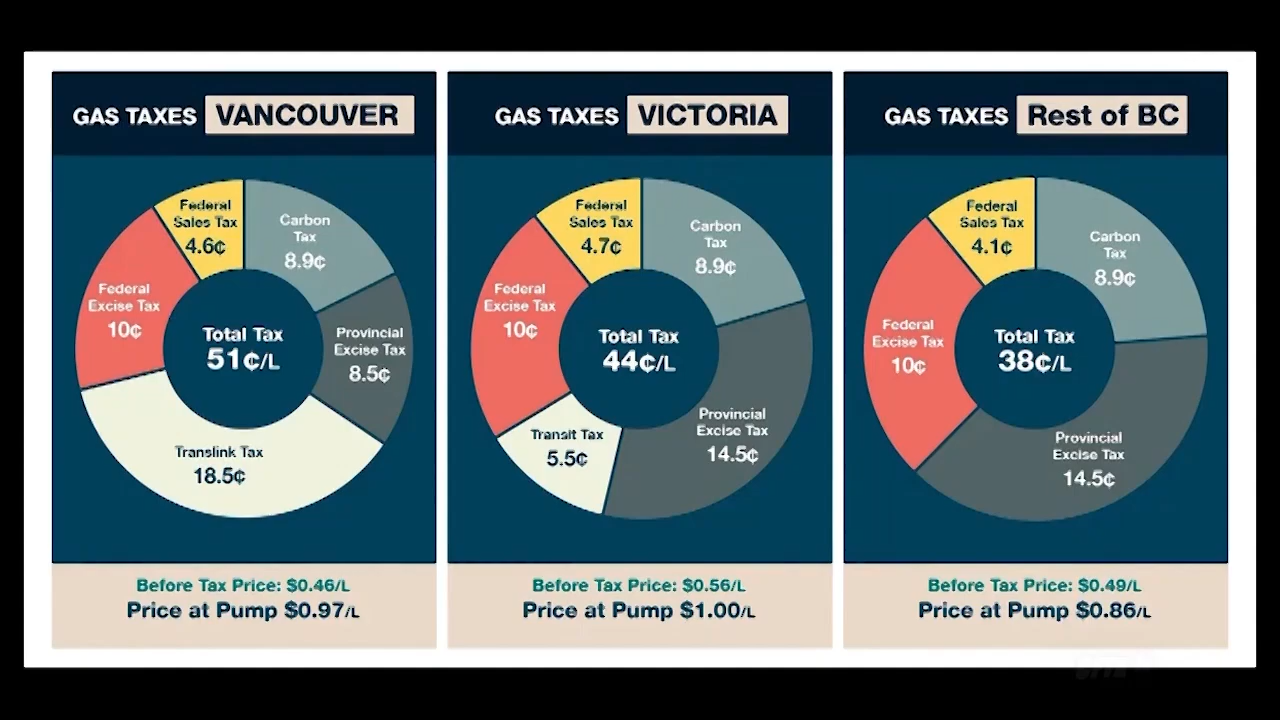 GAS TAXES VANCOUVER
Federal
Sales Tax
4.6¢
Carbon
Tax
8.9¢
Federal
Excise Tax
10¢
Total Tax
51¢/L
Provincial
Excise Tax
8.5¢
Translink Tax
18.5¢
Before Tax Price: $0.46/L
Price at Pump $0.97/L
GAS TAXES VICTORIA
Federal
Sales Tax
4.7¢
Carbon
Tax
8.9¢
Federal
Excise Tax
10¢
Total Tax
44¢/L
Provincial
Excise Tax
14.5¢
Transit Tax
5.5¢
Before Tax Price: $0.56/L
Price at Pump $1.00/L
GAS TAXES Rest of BC
Federal
Sales Tax
4.1¢
Carbon
Tax
8.9¢
Federal
Excise Tax
10¢
Total Tax
38¢/L
Provincial
Excise Tax
14.5¢
Before Tax Price: $0.49/L
Price at Pump $0.86/L